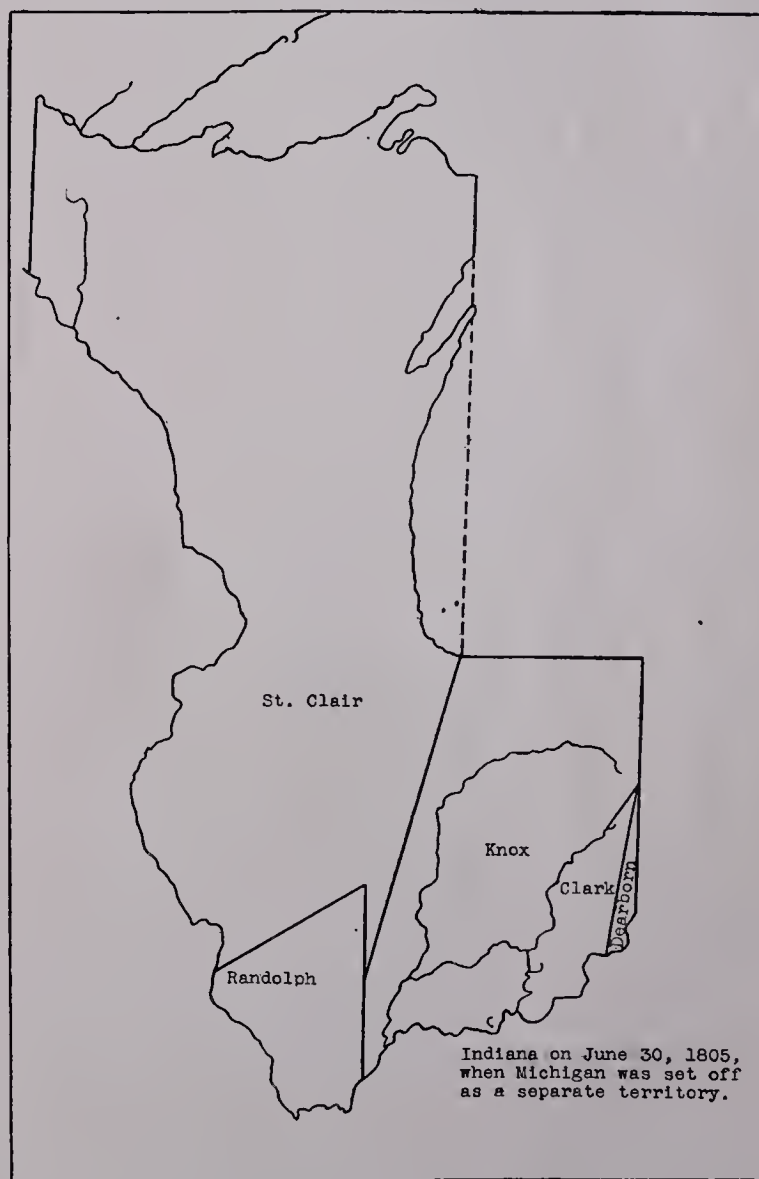 St. Clair
Knox
Clark
Dearborn
Randolph
Indiana on June 30, 1805,
when Michigan was set off
as a separate territory.